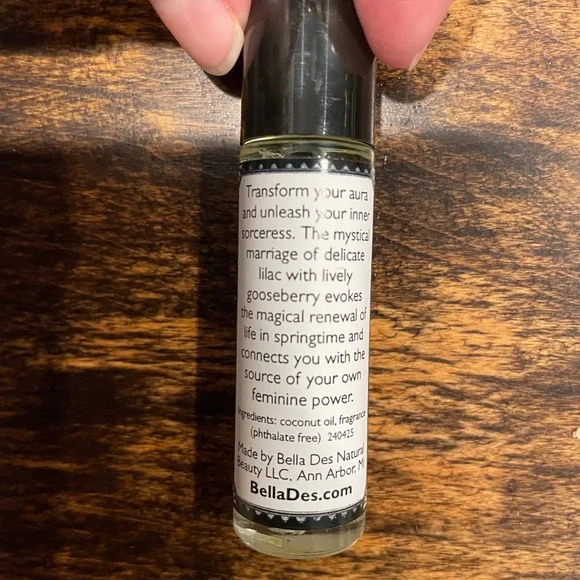 Transform your aura
and unleash your inner
sorceress. The mystical
marriage of delicate
lilac with lively
gooseberry evokes
the magical renewal of
life in springtime and
connects you with the
source of your own
feminine power.
Ingredients: coconut oil, fragrance
(phthalate free) 240425
Made by Bella Des Natural
Beauty LLC, Ann Arbor, MI
BellaDes.com